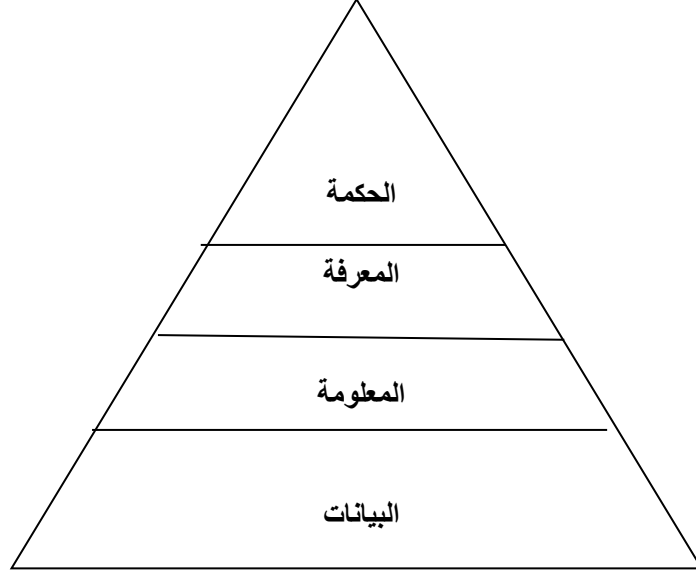 الحكمة
المعرفة
المعلومة
البيانات